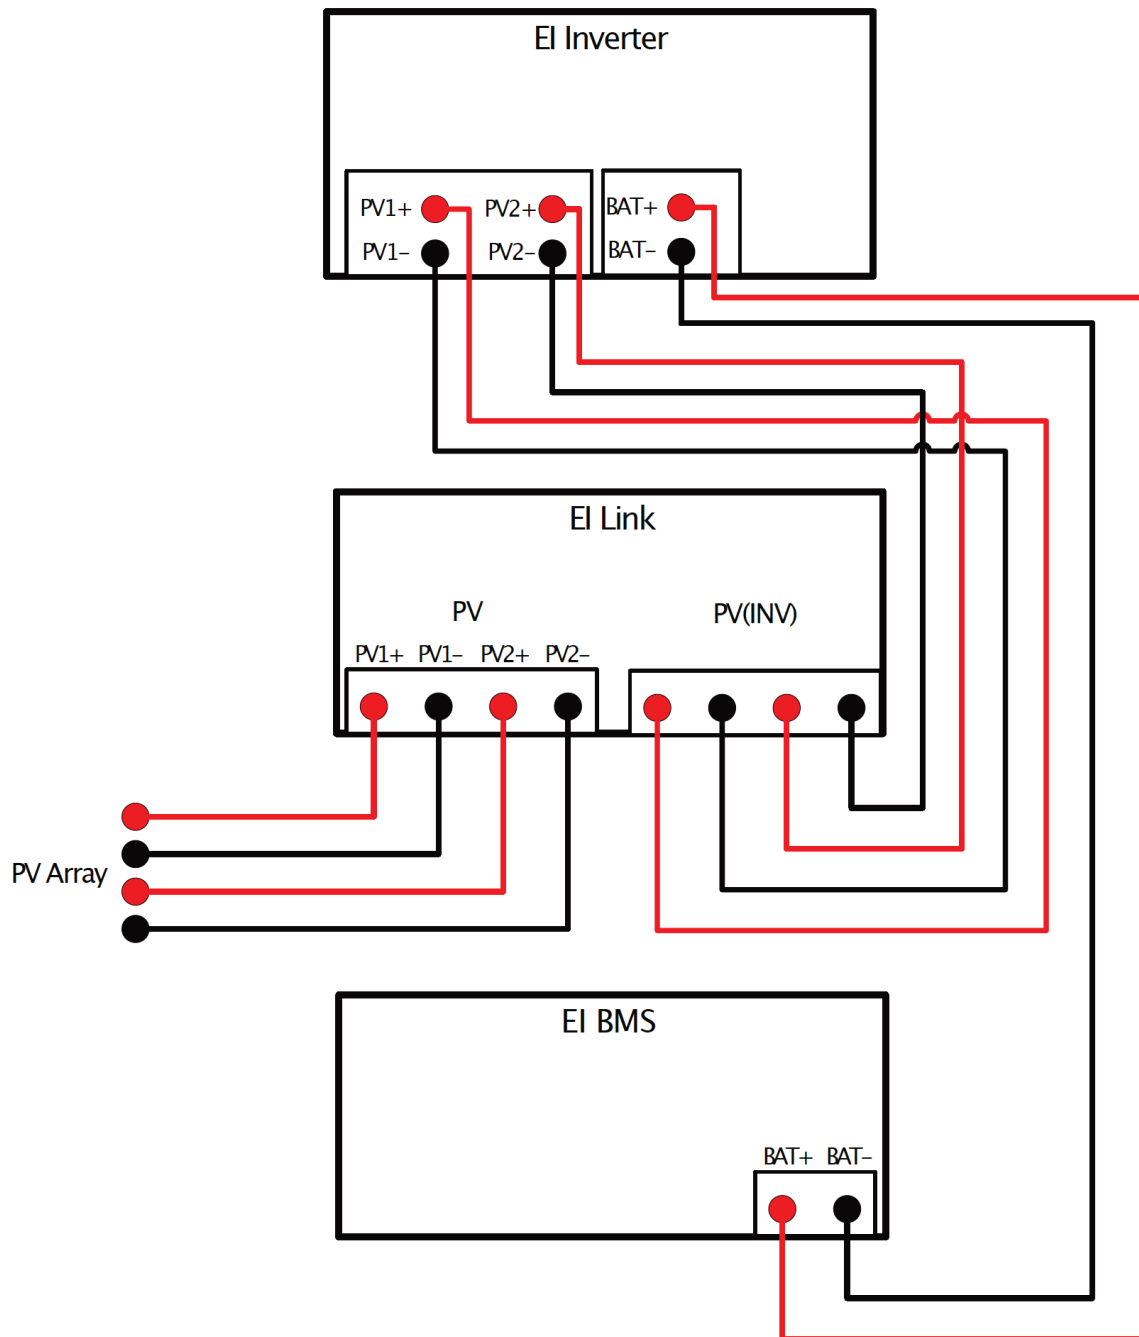 EI Inverter
PV1+ PV2+ BAT+
PV1– PV2– BAT–
EI Link
PV PV(INV)
PV1+ PV1– PV2+ PV2–
PV Array
EI BMS
BAT+ BAT–